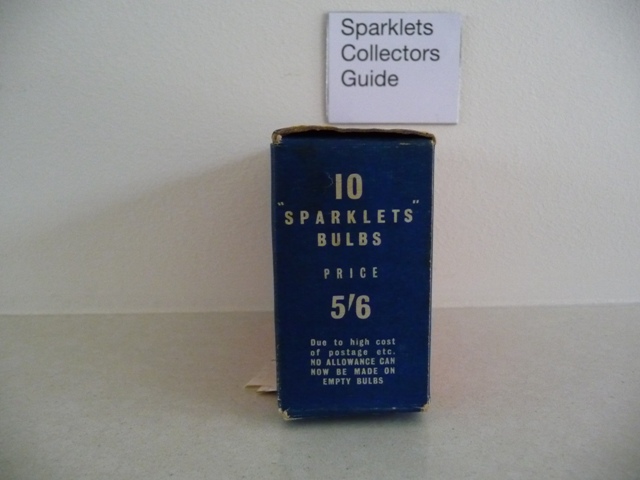 Sparklets
Collectors
Guide
10
"SPARKLETS"
BULBS
PRICE
5'6
Due to high cost
of postage etc.
NO ALLOWANCE CAN
NOW BE MADE ON
EMPTY BULBS